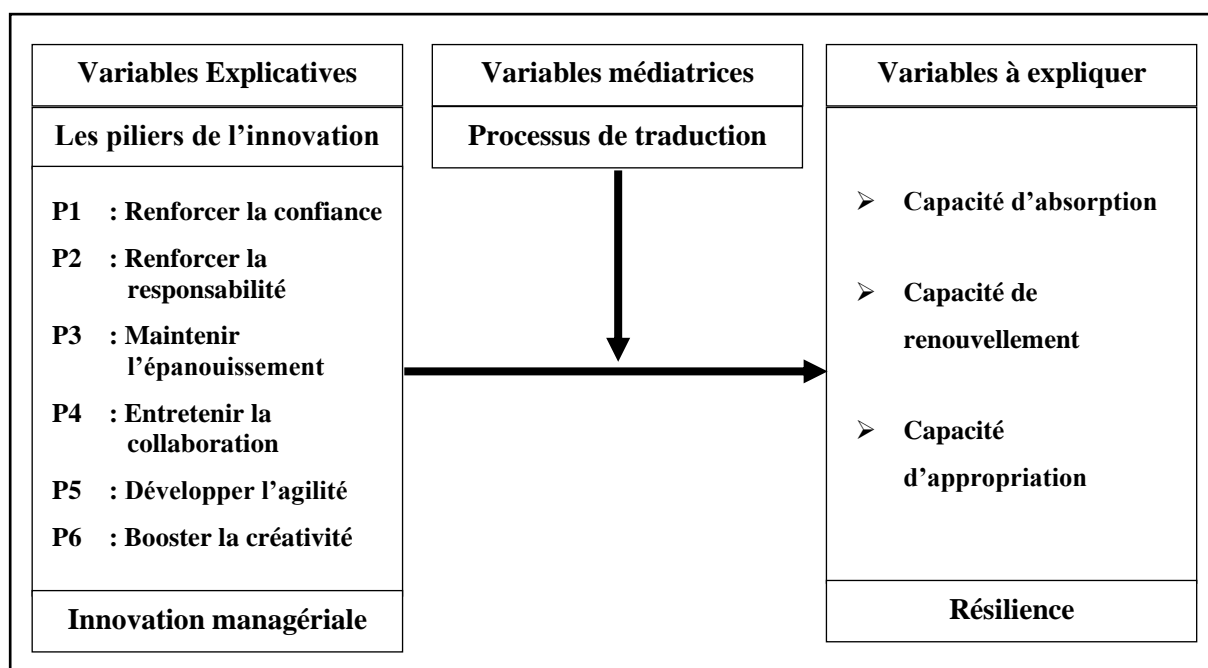 Variables Explicatives
Les piliers de l’innovation
P1 : Renforcer la confiance
P2 : Renforcer la
responsabilité
P3 : Maintenir
l’épanouissement
P4 : Entretenir la
collaboration
P5 : Développer l’agilité
P6 : Booster la créativité
Innovation managériale
Variables médiatrices
Processus de traduction
Variables à expliquer
➢ Capacité d’absorption
➢ Capacité de
renouvellement
➢ Capacité
d’appropriation
Résilience